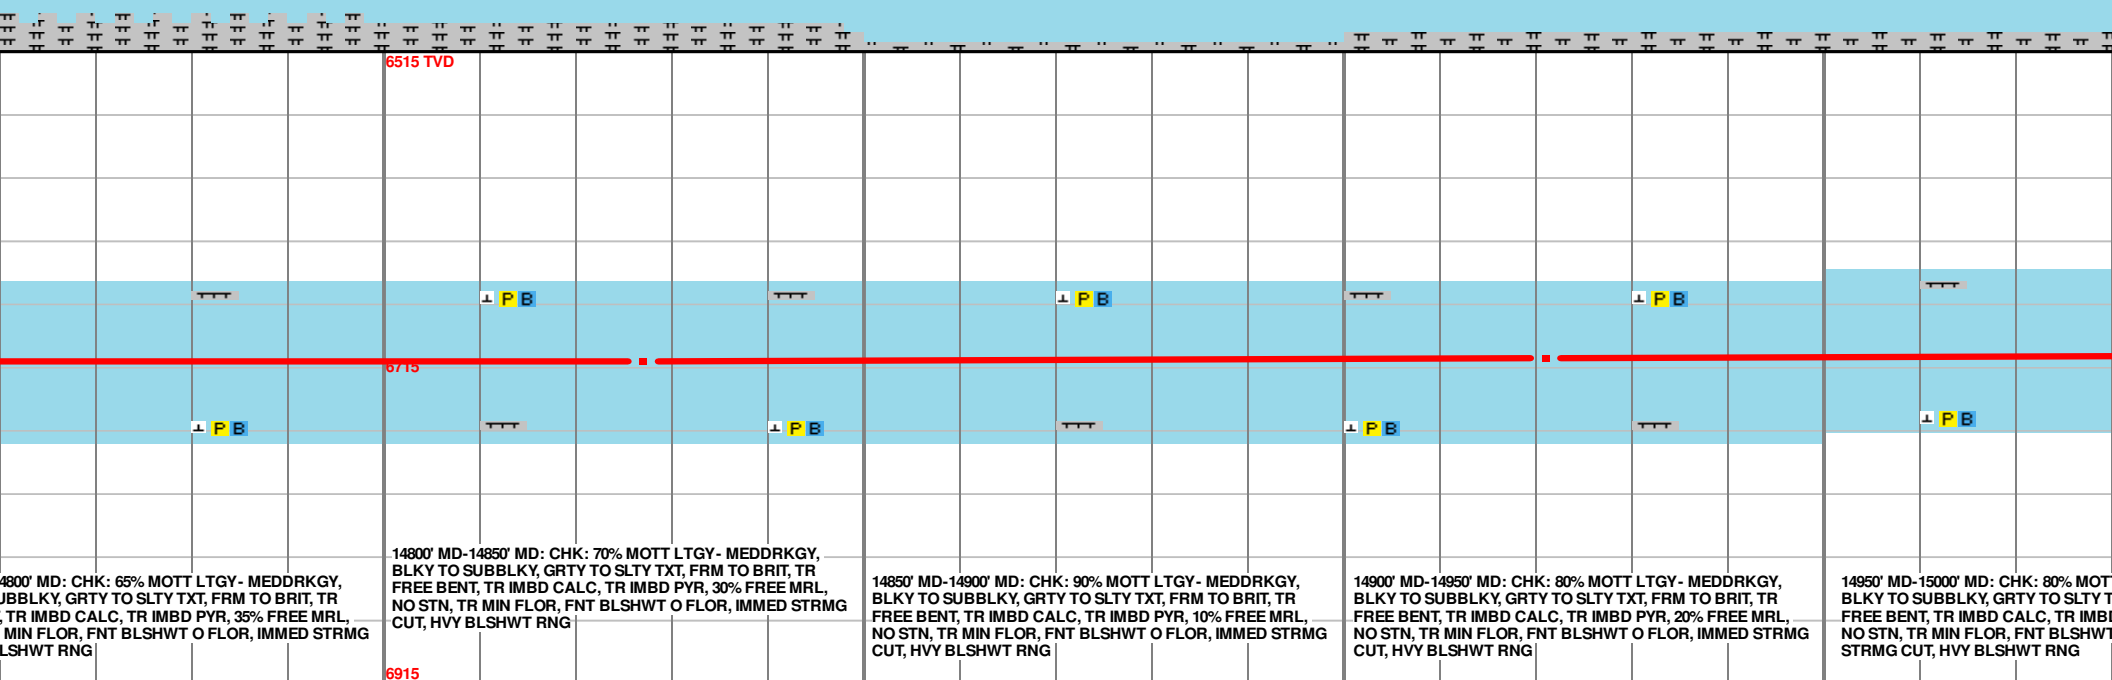 6515 TVD
P B
P B
P B
6715
P B
P B
P B
P B
14800' MD-14850' MD: CHK: 70% MOTT LTGY- MEDDRKGY,
BLKY TO SUBBLKY, GRTY TO SLTY TXT, FRM TO BRIT, TR
FREE BENT, TR IMBD CALC, TR IMBD PYR, 30% FREE MRL,
NO STN, TR MIN FLOR, FNT BLSHWT O FLOR, IMMED STRMG
CUT, HVY BLSHWT RNG
4800' MD: CHK: 65% MOTT LTGY- MEDDRKGY,
UBBLKY, GRTY TO SLTY TXT, FRM TO BRIT, TR
, TR IMBD CALC, TR IMBD PYR, 35% FREE MRL,
MIN FLOR, FNT BLSHWT O FLOR, IMMED STRMG
LSHWT RNG
14850' MD-14900' MD: CHK: 90% MOTT LTGY- MEDDRKGY,
BLKY TO SUBBLKY, GRTY TO SLTY TXT, FRM TO BRIT, TR
FREE BENT, TR IMBD CALC, TR IMBD PYR, 10% FREE MRL,
NO STN, TR MIN FLOR, FNT BLSHWT O FLOR, IMMED STRMG
CUT, HVY BLSHWT RNG
14900' MD-14950' MD: CHK: 80% MOTT LTGY- MEDDRKGY,
BLKY TO SUBBLKY, GRTY TO SLTY TXT, FRM TO BRIT, TR
FREE BENT, TR IMBD CALC, TR IMBD PYR, 20% FREE MRL,
NO STN, TR MIN FLOR, FNT BLSHWT O FLOR, IMMED STRMG
CUT, HVY BLSHWT RNG
14950' MD-15000' MD: CHK: 80% MOT
BLKY TO SUBBLKY, GRTY TO SLTY T
FREE BENT, TR IMBD CALC, TR IMB
NO STN, TR MIN FLOR, FNT BLSHWT
STRMG CUT, HVY BLSHWT RNG
6915